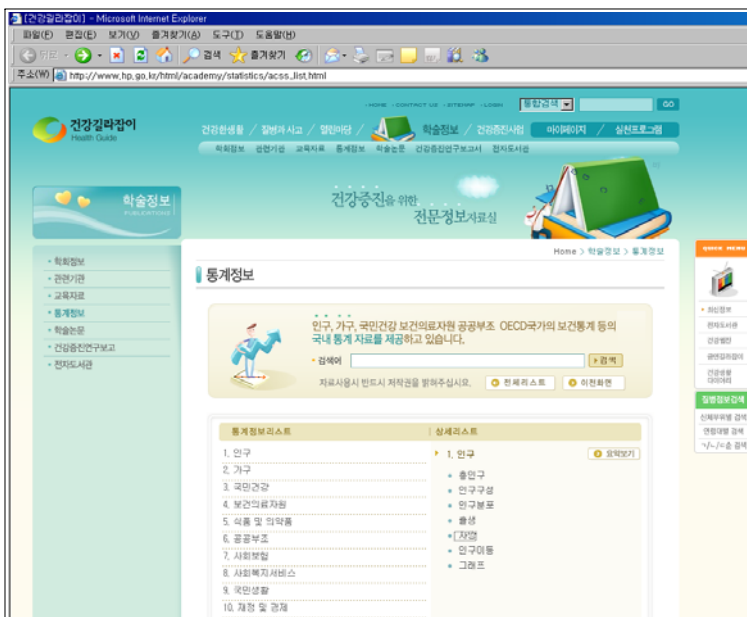 [건강길라잡이] - Microsoft Internet Explorer
파일(F) 편집(E) 보기(V) 즐겨찾기(A) 도구(T) 도움말(H)
뒤로 검색 즐겨찾기
주소(W) http://www.hp.go.kr/html/academy/statistics/acss_list.html
HOME CONTACT US SITEMAP LOGIN 통합검색 GO
건강길라잡이
Health Guide
건강한생활 / 질병과 사고 / 열린마당 / 학술정보 / 건강증진사업 마이페이지 / 실천프로그램
학회정보 관련기관 교육자료 통계정보 학술논문 건강증진연구보고서 전자도서관
학술정보
PUBLICATIONS
건강증진을 위한
전문정보자료실
Home > 학술정보 > 통계정보
학회정보
관련기관
교육자료
통계정보
학술논문
건강증진연구보고
전자도서관
통계정보
인구, 가구, 국민건강 보건의료자원 공공부조 OECD국가의 보건통계 등의
국내 통계 자료를 제공하고 있습니다.
검색어 검색
자료사용시 반드시 저작권을 밝혀주십시요. 전체리스트 이전화면
통계정보리스트
1. 인구
2. 가구
3. 국민건강
4. 보건의료자원
5. 식품 및 의약품
6. 공공부조
7. 사회보험
8. 사회복지서비스
9. 국민생활
10. 재정 및 경제
상세리스트
1. 인구 요약보기
총인구
인구구성
인구분포
출생
사망
인구이동
그래프
QUICK MENU
최신정보
전자도서관
건강별점
금연길라잡이
건강생활
다이어리
질병정보검색
신체부위별 검색
연령대별 검색
ㄱ/ㄴ/ㄷ순 검색